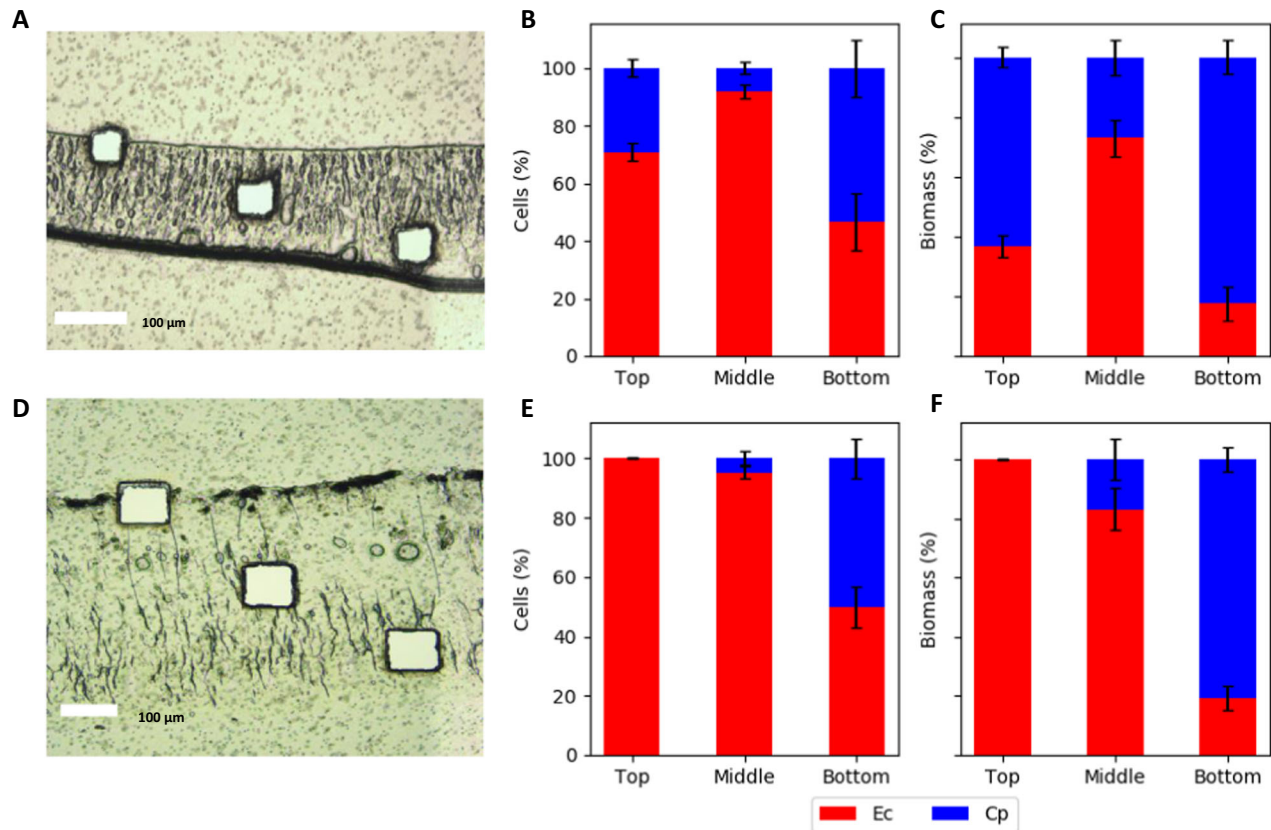 A
100 µm
B
Cells (%)
100
80
60
40
20
0
Top Middle Bottom
C
Biomass (%)
Top Middle Bottom
D
100 µm
E
Cells (%)
100
80
60
40
20
0
Top Middle Bottom
F
Biomass (%)
Top Middle Bottom
Ec Cp